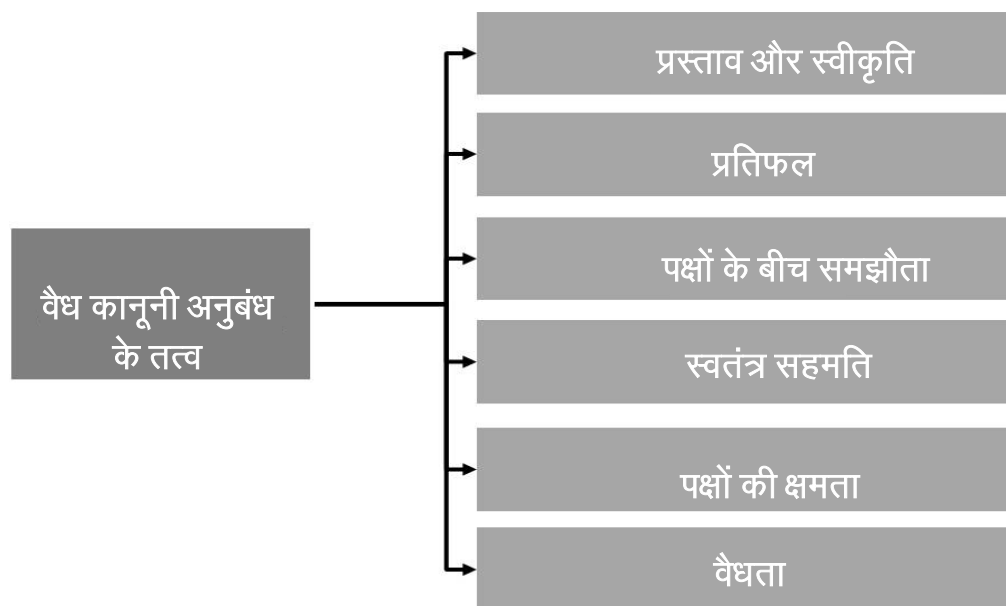 वैध कानूनी अनुबंध
के तत्व
प्रस्ताव और स्वीकृति
प्रतिफल
पक्षों के बीच समझौता
स्वतंत्र सहमति
पक्षों की क्षमता
वैधता